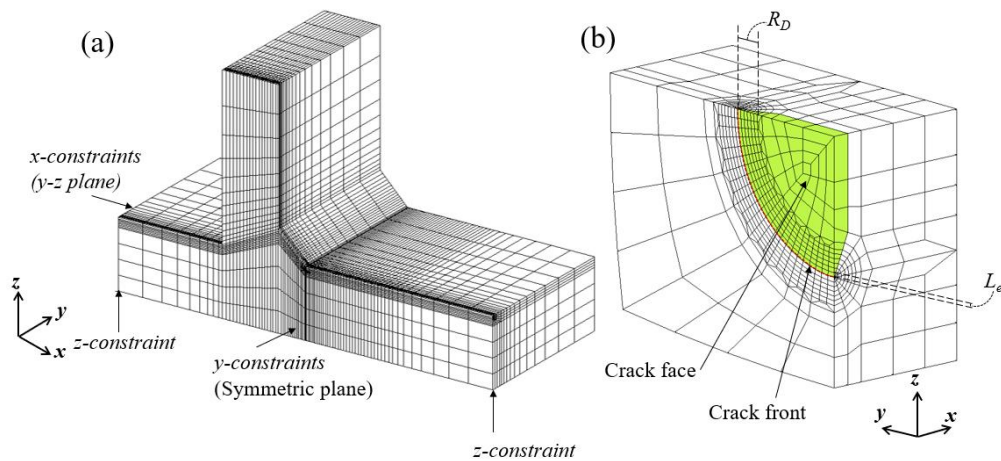 (a)
x-constraints
(y-z plane)
z
y
x
z-constraint
y-constraints
(Symmetric plane)
z-constraint
(b)
R_D
L_e
Crack face
Crack front
z
y
x